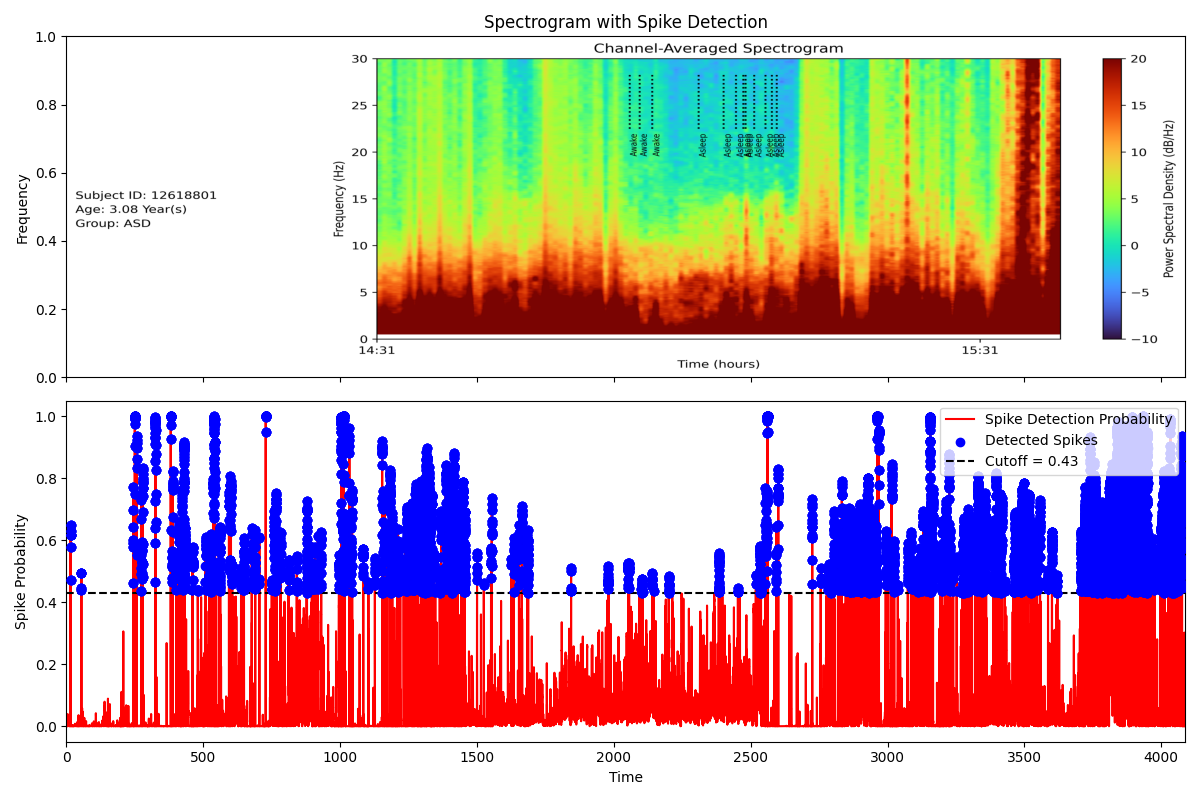 Spectrogram with Spike Detection
Channel-Averaged Spectrogram
1.0
0.8
0.6
0.4
0.2
0.0
Frequency
Subject ID: 12618801
Age: 3.08 Year(s)
Group: ASD
30
25
20
15
10
5
0
Frequency (Hz)
Awake
Awake
Awake
Asleep
Asleep
Asleep
Asleep
Asleep
Asleep
Asleep
Asleep
Asleep
14:31
15:31
Time (hours)
20
15
10
5
0
−5
−10
Power Spectral Density (dB/Hz)
1.0
0.8
0.6
0.4
0.2
0.0
Spike Probability
Spike Detection Probability
Detected Spikes
Cutoff = 0.43
0
500
1000
1500
2000
2500
3000
3500
4000
Time